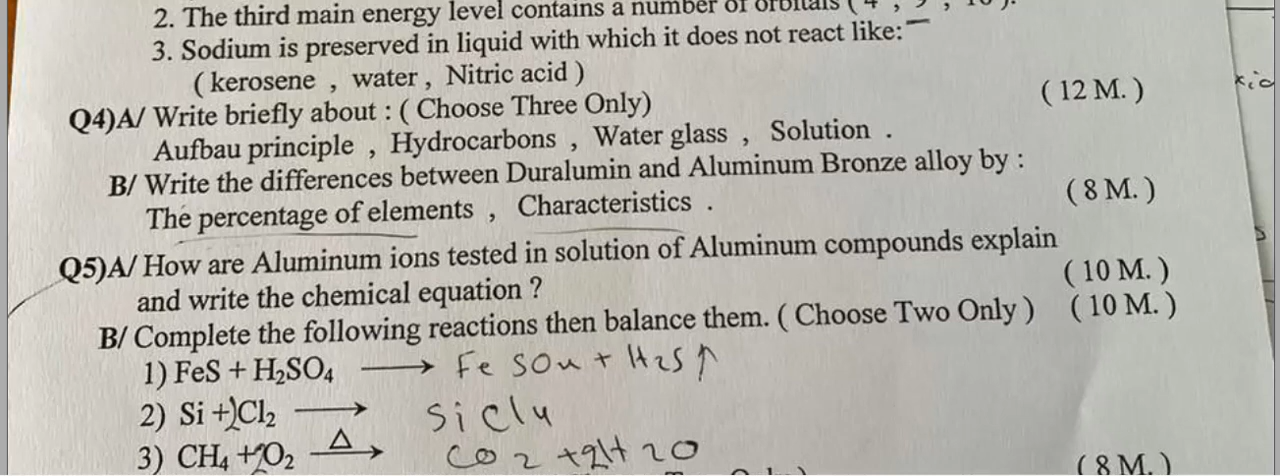 2. The third main energy level contains a number of orbitals ( 4 , 9 , 16 ).
3. Sodium is preserved in liquid with which it does not react like:
( kerosene , water , Nitric acid )
Q4)A/ Write briefly about : ( Choose Three Only) ( 12 M. )
Aufbau principle , Hydrocarbons , Water glass , Solution .
B/ Write the differences between Duralumin and Aluminum Bronze alloy by :
The percentage of elements , Characteristics . ( 8 M. )
Q5)A/ How are Aluminum ions tested in solution of Aluminum compounds explain
and write the chemical equation ? ( 10 M. )
B/ Complete the following reactions then balance them. ( Choose Two Only ) ( 10 M. )
1) FeS + H₂SO₄ ⟶ FeSO4 + H2S↑
2) Si +2Cl₂ ⟶ SiCl4
3) CH₄ +2O₂ Δ⟶ CO2 +2H2O
( 8 M. )